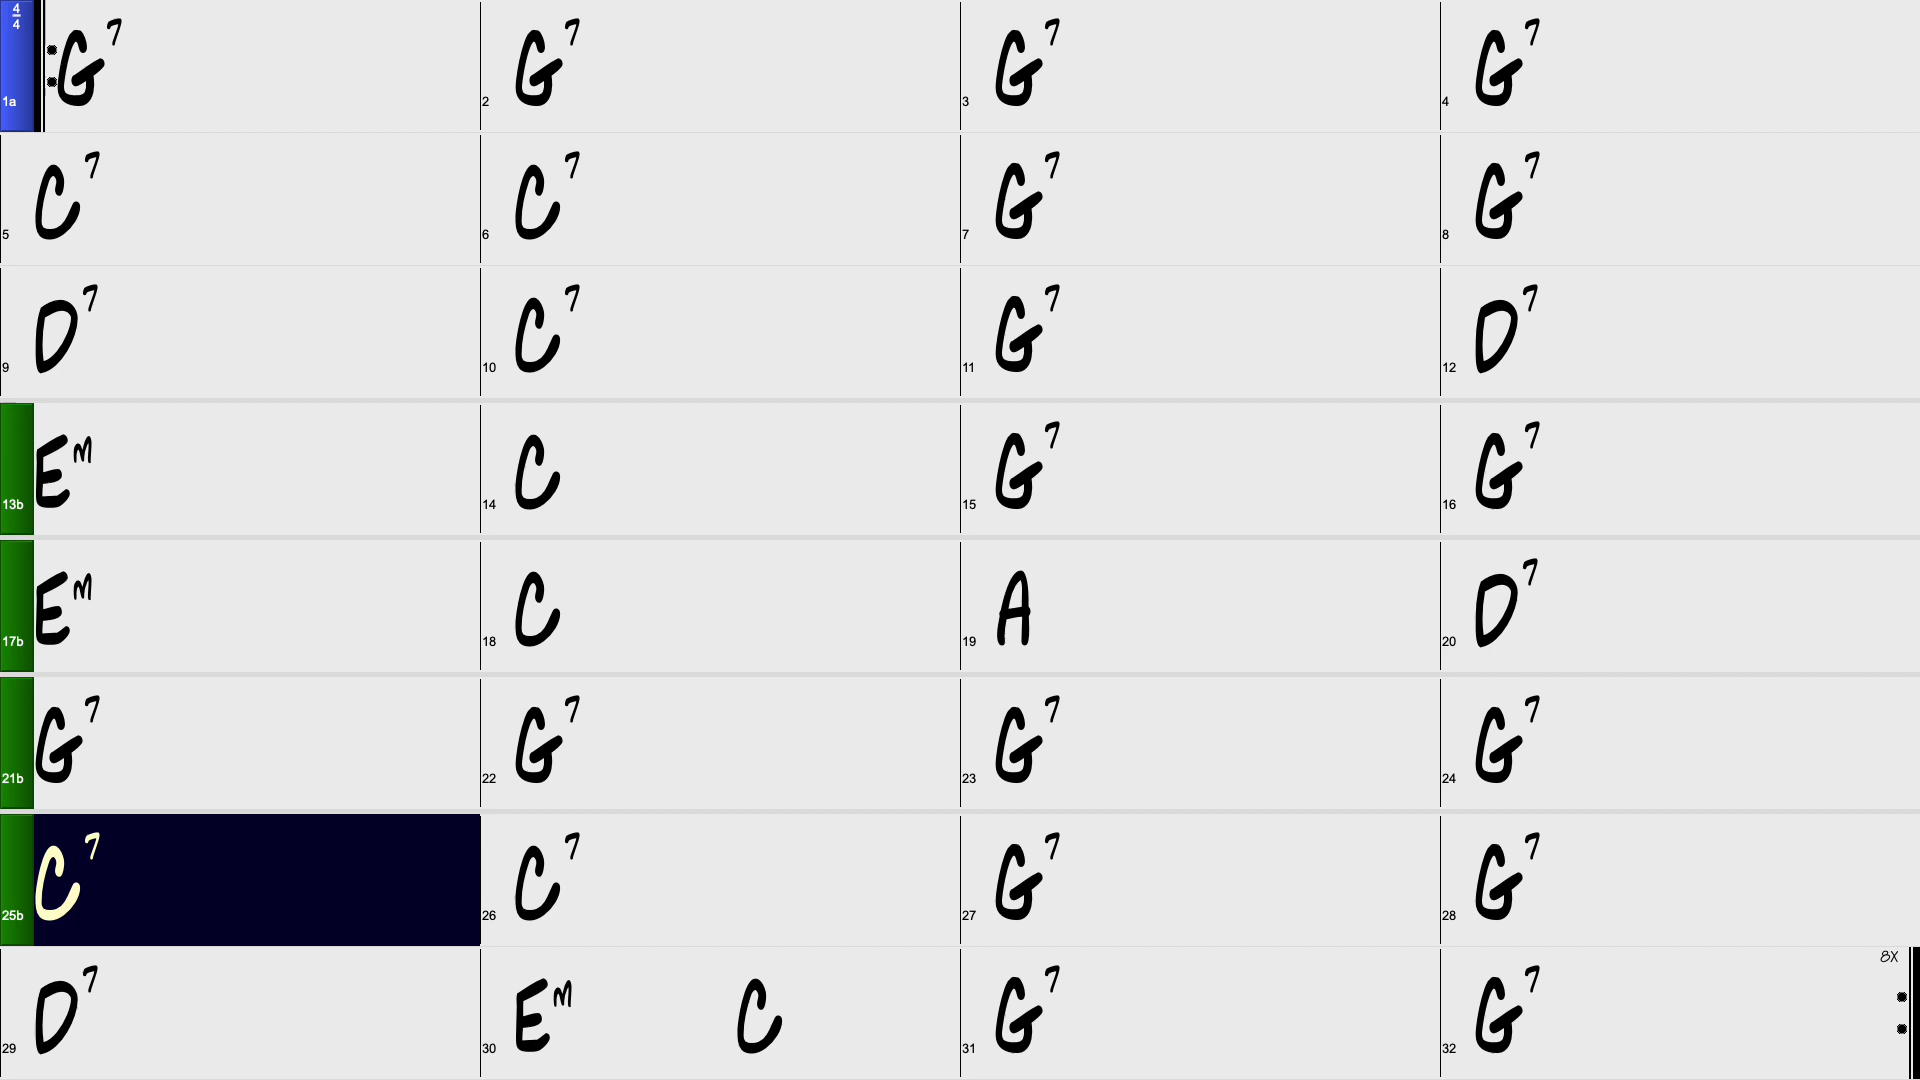 4/4
1a G7 2 G7 3 G7 4 G7
5 C7 6 C7 7 G7 8 G7
9 D7 10 C7 11 G7 12 D7
13b Em 14 C 15 G7 16 G7
17b Em 18 C 19 A 20 D7
21b G7 22 G7 23 G7 24 G7
25b C7 26 C7 27 G7 28 G7
8X
29 D7 30 Em C 31 G7 32 G7